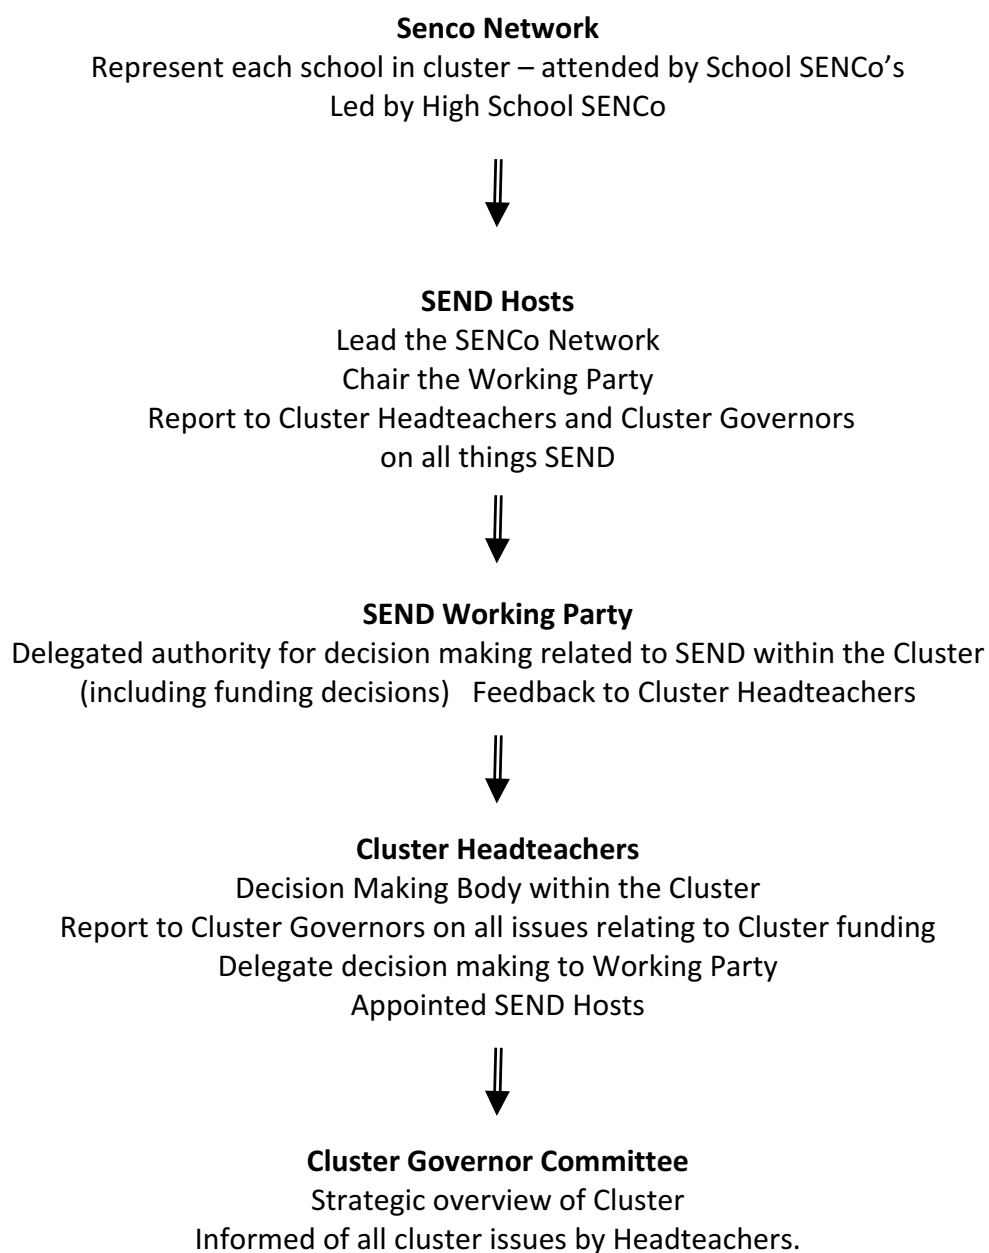 Senco Network
Represent each school in cluster – attended by School SENCo’s
Led by High School SENCo
SEND Hosts
Lead the SENCo Network
Chair the Working Party
Report to Cluster Headteachers and Cluster Governors
on all things SEND
SEND Working Party
Delegated authority for decision making related to SEND within the Cluster
(including funding decisions)   Feedback to Cluster Headteachers
Cluster Headteachers
Decision Making Body within the Cluster
Report to Cluster Governors on all issues relating to Cluster funding
Delegate decision making to Working Party
Appointed SEND Hosts
Cluster Governor Committee
Strategic overview of Cluster
Informed of all cluster issues by Headteachers.